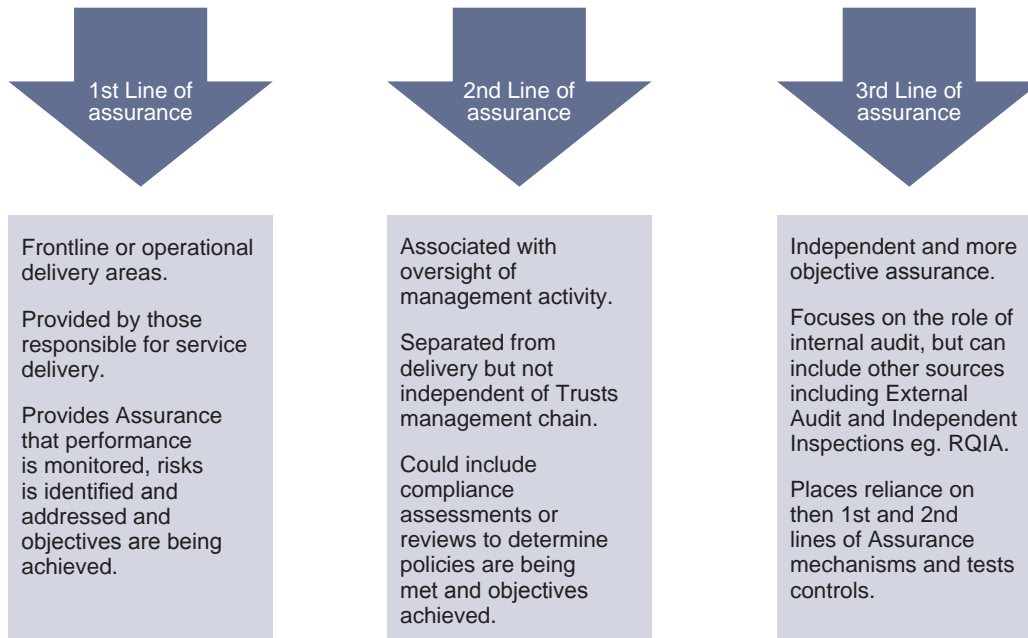 1st Line of
assurance
Frontline or operational
delivery areas.
Provided by those
responsible for service
delivery.
Provides Assurance
that performance
is monitored, risks
is identified and
addressed and
objectives are being
achieved.
2nd Line of
assurance
Associated with
oversight of
management activity.
Separated from
delivery but not
independent of Trusts
management chain.
Could include
compliance
assessments or
reviews to determine
policies are being
met and objectives
achieved.
3rd Line of
assurance
Independent and more
objective assurance.
Focuses on the role of
internal audit, but can
include other sources
including External
Audit and Independent
Inspections eg. RQIA.
Places reliance on
then 1st and 2nd
lines of Assurance
mechanisms and tests
controls.